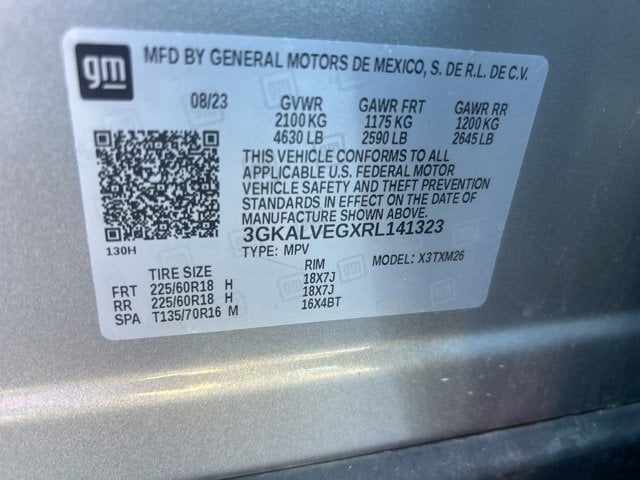 gm
MFD BY GENERAL MOTORS DE MEXICO, S. DE R.L. DE C.V.
08/23 GVWR GAWR FRT GAWR RR
2100 KG 1175 KG 1200 KG
4630 LB 2590 LB 2645 LB
THIS VEHICLE CONFORMS TO ALL
APPLICABLE U.S. FEDERAL MOTOR
VEHICLE SAFETY AND THEFT PREVENTION
STANDARDS IN EFFECT ON THE DATE OF
MANUFACTURE SHOWN ABOVE.
3GKALVEGXRL141323
130H
TYPE: MPV MODEL: X3TXM26
TIRE SIZE RIM
FRT 225/60R18 H 18X7J
RR 225/60R18 H 18X7J
SPA T135/70R16 M 16X4BT